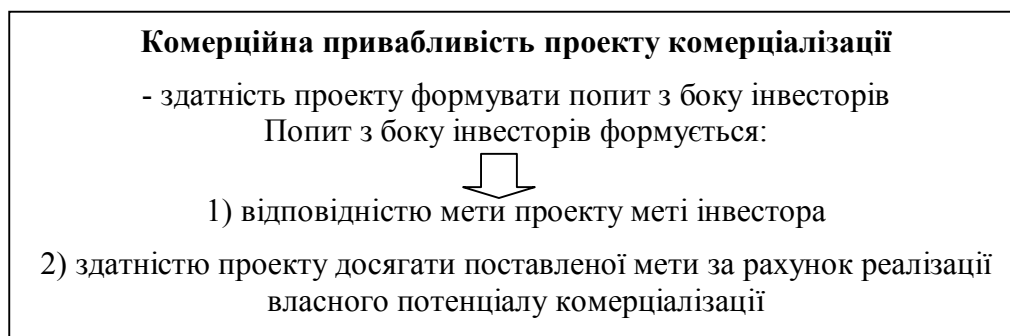 Комерційна привабливість проекту комерціалізації
- здатність проекту формувати попит з боку інвесторів
Попит з боку інвесторів формується:
1) відповідністю мети проекту меті інвестора
2) здатністю проекту досягати поставленої мети за рахунок реалізації
власного потенціалу комерціалізації